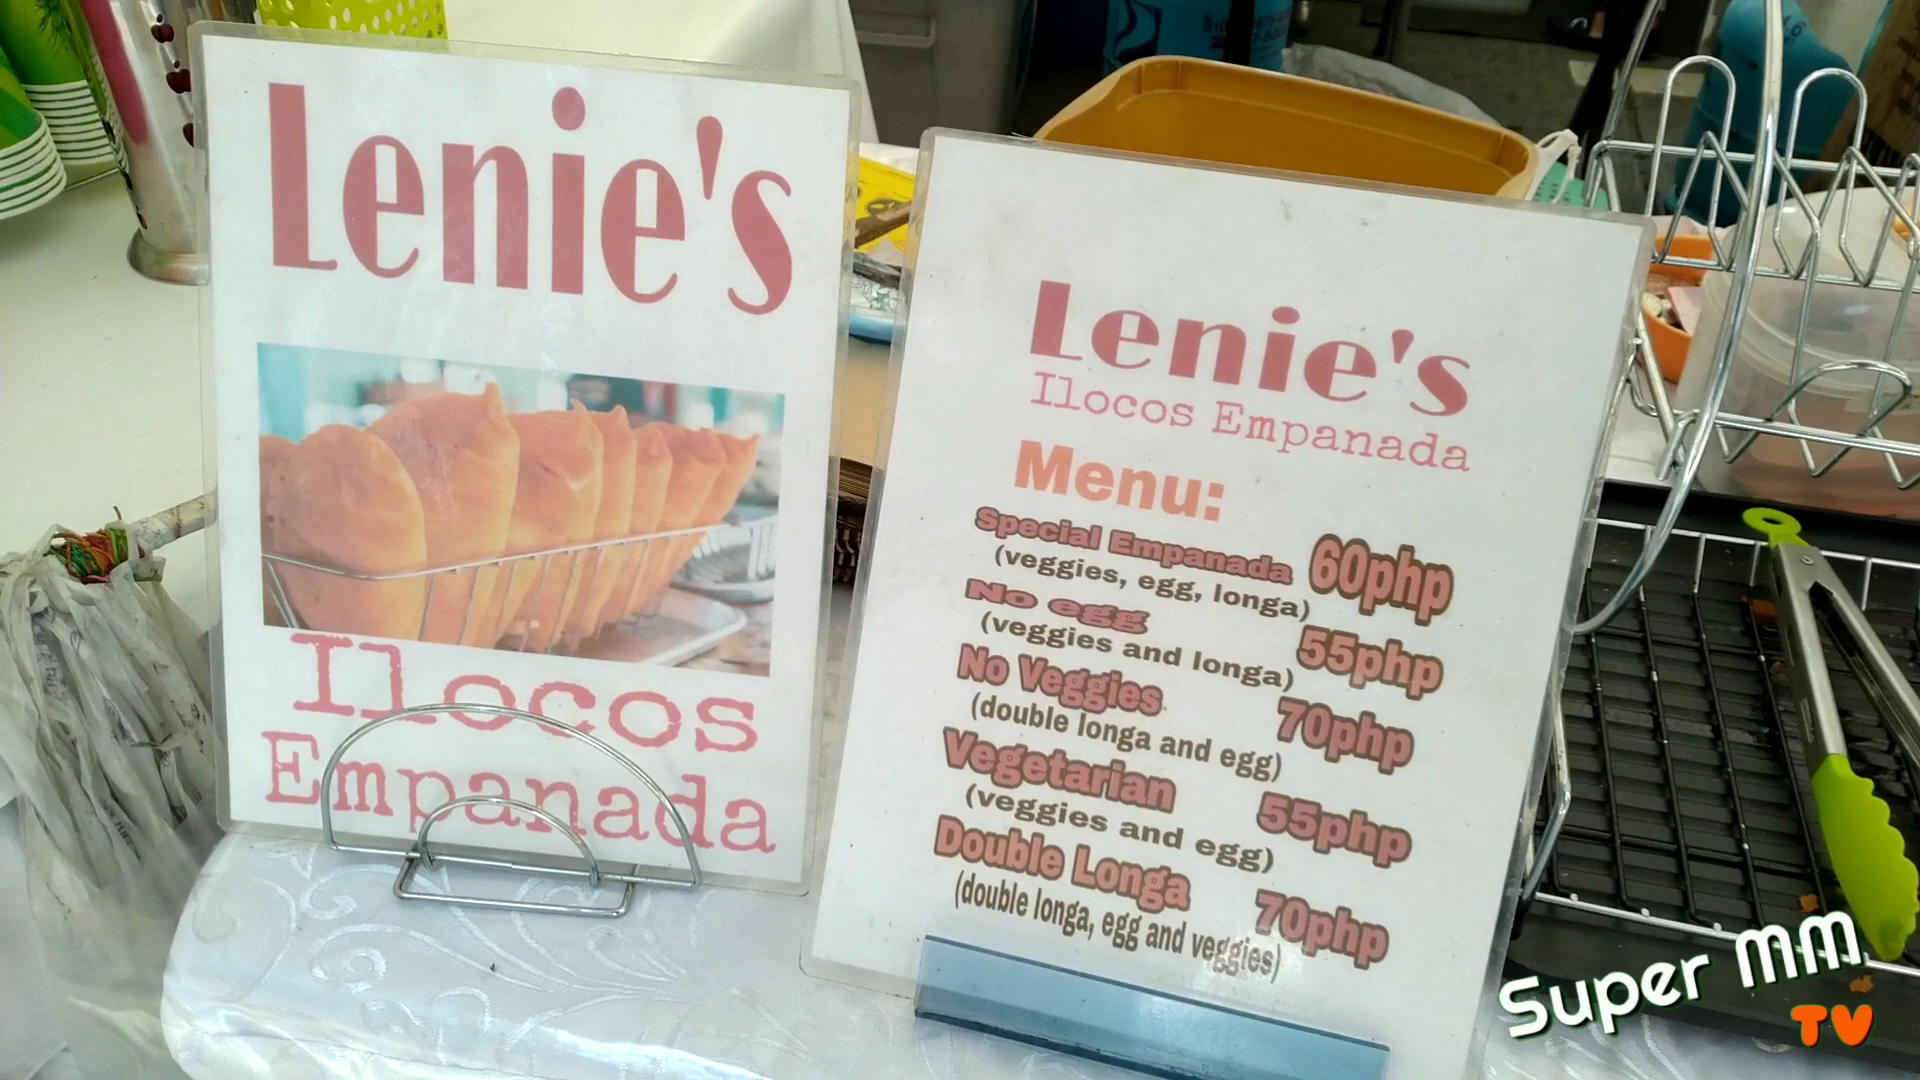 Lenie's
Ilocos
Empanada
Lenie's
Ilocos Empanada
Menu:
Special Empanada 60php
(veggies, egg, longa)
No egg 55php
(veggies and longa)
No Veggies 70php
(double longa and egg)
Vegetarian 55php
(veggies and egg)
Double Longa 70php
(double longa, egg and veggies)
Super MM
TV